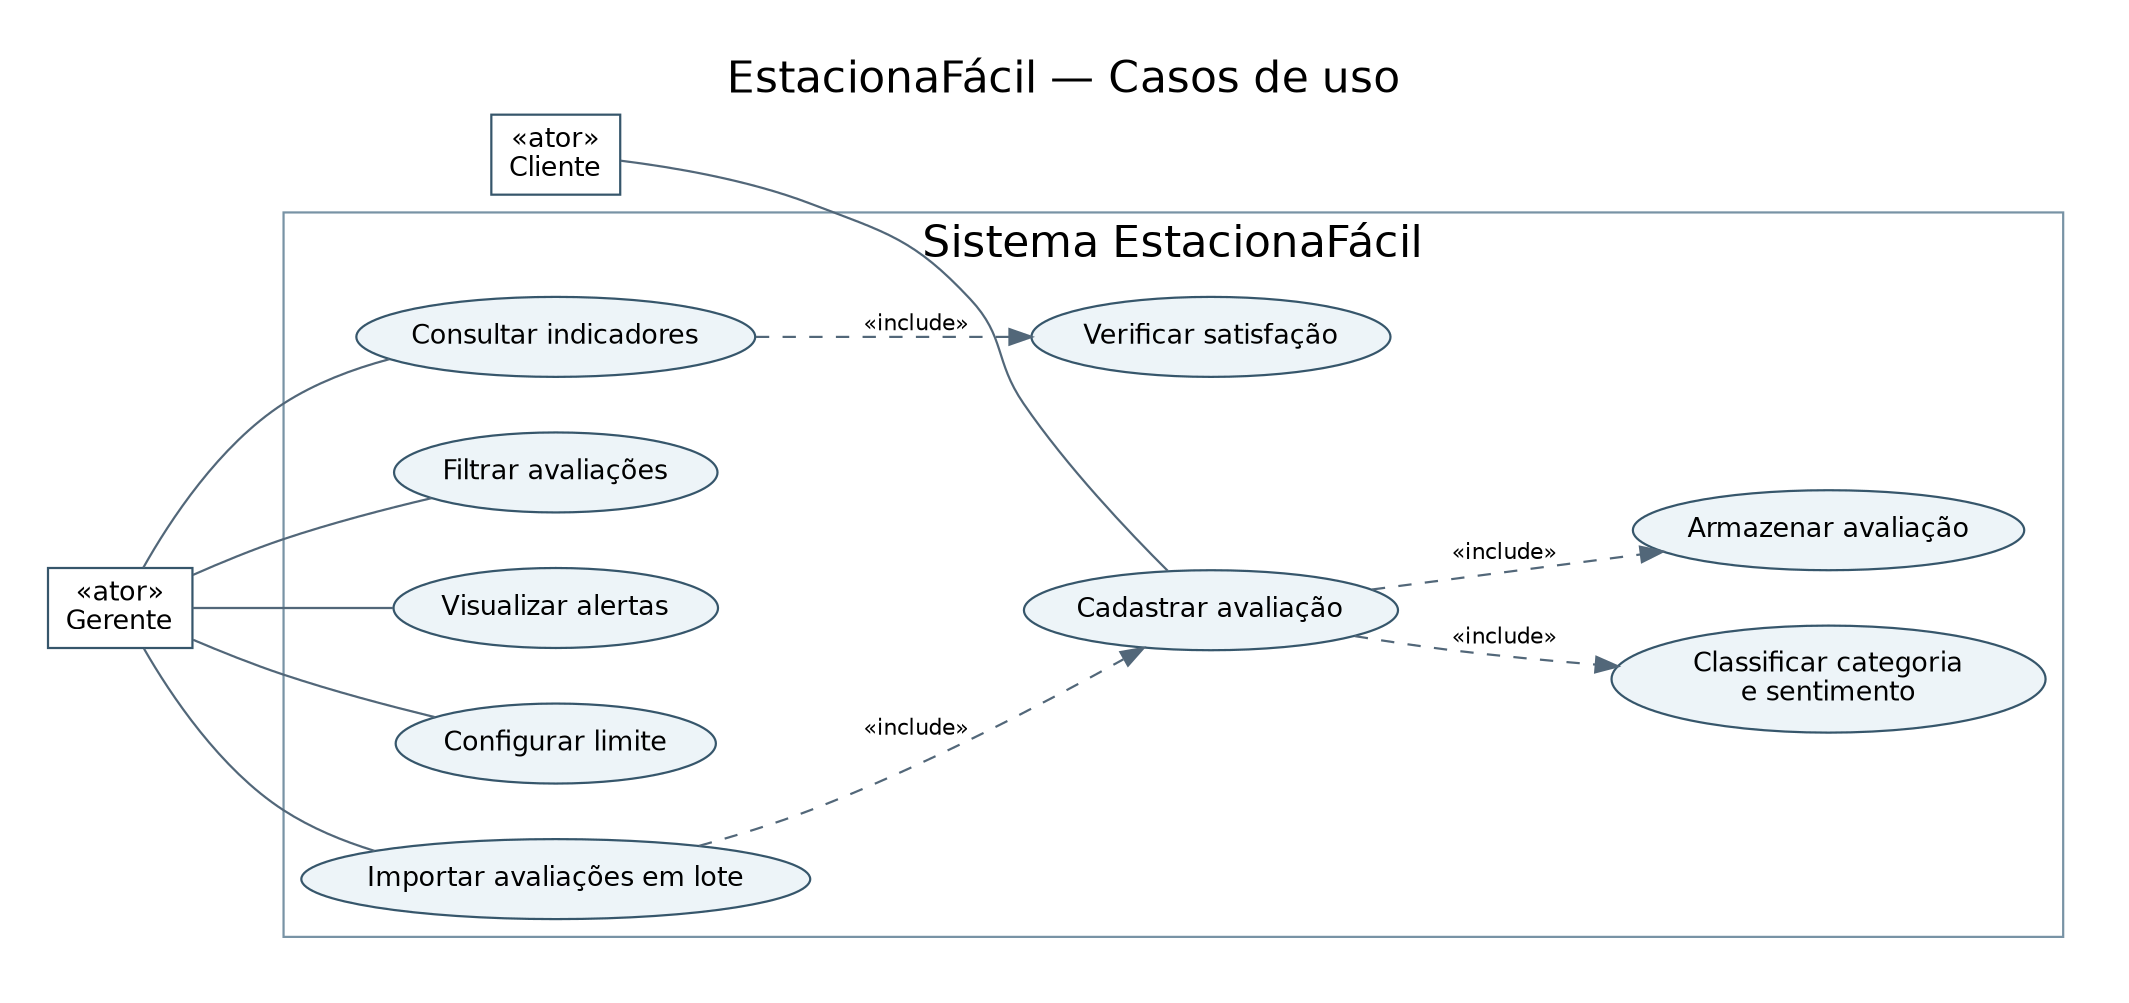 EstacionaFácil — Casos de uso
«ator»
Cliente
Sistema EstacionaFácil
Consultar indicadores
«include»
Verificar satisfação
Filtrar avaliações
«ator»
Gerente
Visualizar alertas
Cadastrar avaliação
«include»
Armazenar avaliação
«include»
Classificar categoria
e sentimento
Configurar limite
«include»
Importar avaliações em lote